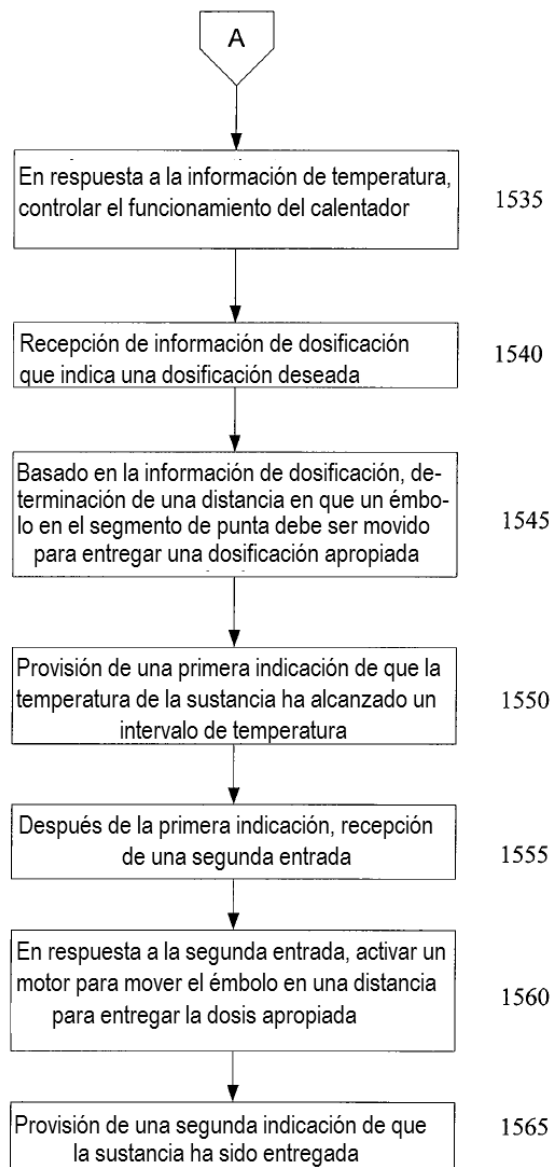 A
En respuesta a la información de temperatura,
controlar el funcionamiento del calentador
1535
Recepción de información de dosificación
que indica una dosificación deseada
1540
Basado en la información de dosificación, de-
terminación de una distancia en que un émbo-
lo en el segmento de punta debe ser movido
para entregar una dosificación apropiada
1545
Provisión de una primera indicación de que la
temperatura de la sustancia ha alcanzado un
intervalo de temperatura
1550
Después de la primera indicación, recepción
de una segunda entrada
1555
En respuesta a la segunda entrada, activar un
motor para mover el émbolo en una distancia
para entregar la dosis apropiada
1560
Provisión de una segunda indicación de que
la sustancia ha sido entregada
1565